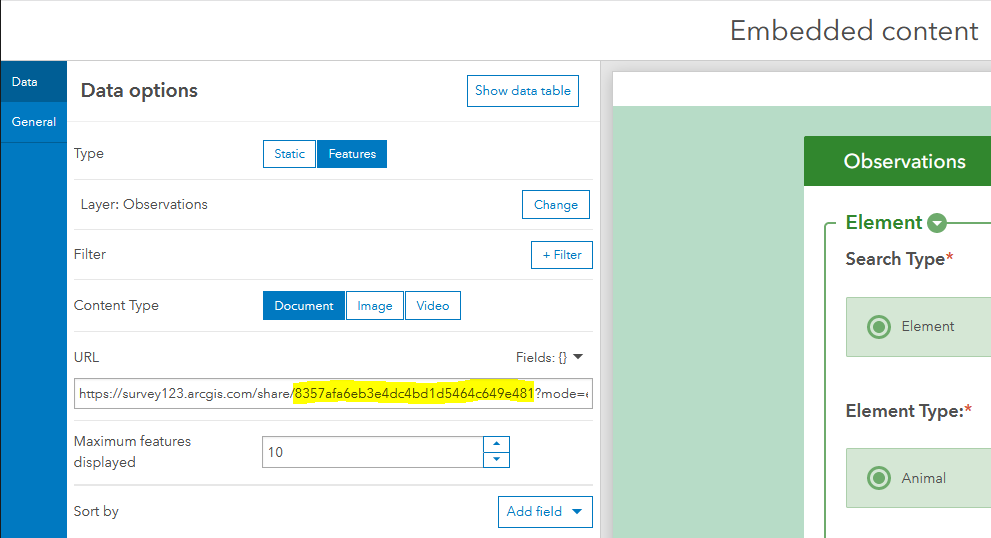 Embedded content
Data
General
Data options
Show data table
Type
Static
Features
Layer: Observations
Change
Filter
+ Filter
Content Type
Document
Image
Video
URL
Fields: {}
https://survey123.arcgis.com/share/8357afa6eb3e4dc4bd1d5464c649e481?mode=e
Maximum features
displayed
10
Sort by
Add field
Observations
Element
Search Type*
Element
Element Type:*
Animal